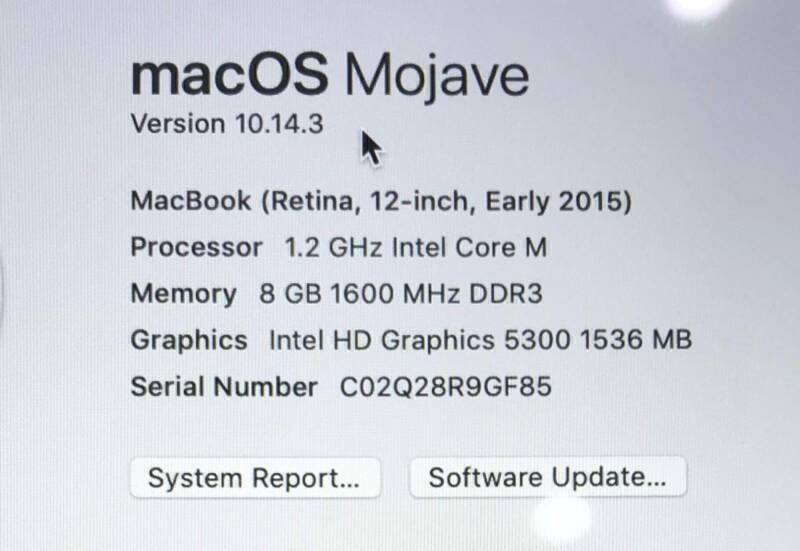 macOS Mojave
Version 10.14.3
MacBook (Retina, 12-inch, Early 2015)
Processor 1.2 GHz Intel Core M
Memory 8 GB 1600 MHz DDR3
Graphics Intel HD Graphics 5300 1536 MB
Serial Number C02Q28R9GF85
System Report...
Software Update...